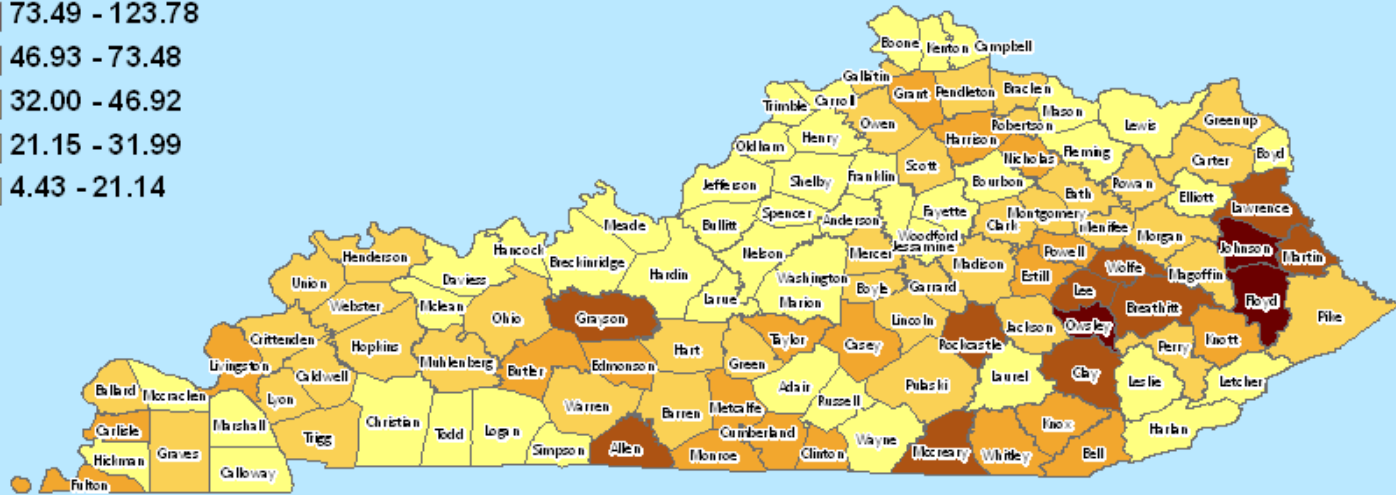 73.49 - 123.78
46.93 - 73.48
32.00 - 46.92
21.15 - 31.99
4.43 - 21.14
Boone Kenton Campbell
Gallatin
Grant Pendleton Bracken
Trimble Carroll Mason
Owen Robertson Lewis Greenup
Henry Harrison
Oldham Nicholas Fleming Carter Boyd
Scott
Jefferson Shelby Franklin Bourbon Bath Rowan Elliott
Spencer Anderson Fayette Montgomery Lawrence
Meade Bullitt Woodford Clark Menifee Morgan
Hancock Nelson Jessamine Johnson
Henderson Breckinridge Mercer Madison Powell Wolfe Magoffin Martin
Union Daviess Hardin Washington Estill
Webster Mclean Larue Marion Boyle Garrard Lee Breathitt Floyd
Ohio Grayson Lincoln Jackson Owsley Pike
Crittenden Hopkins Taylor Casey Rockcastle Perry Knott
Livingston Muhlenberg Butler Edmonson Hart Green
Caldwell Clay Leslie Letcher
Ballard Mccracken Lyon Adair Pulaski Laurel
Warren Barren Metcalfe Russell
Carlisle Marshall Christian Todd Logan Cumberland Knox Harlan
Hickman Graves Trigg Simpson Allen Monroe Clinton Wayne Mccreary Whitley Bell
Fulton Calloway